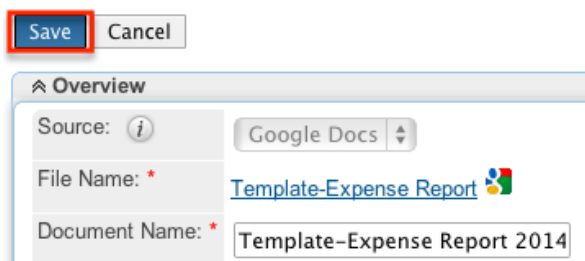 Save Cancel
Overview
Source: i Google Docs
File Name: * Template-Expense Report
Document Name: * Template-Expense Report 2014